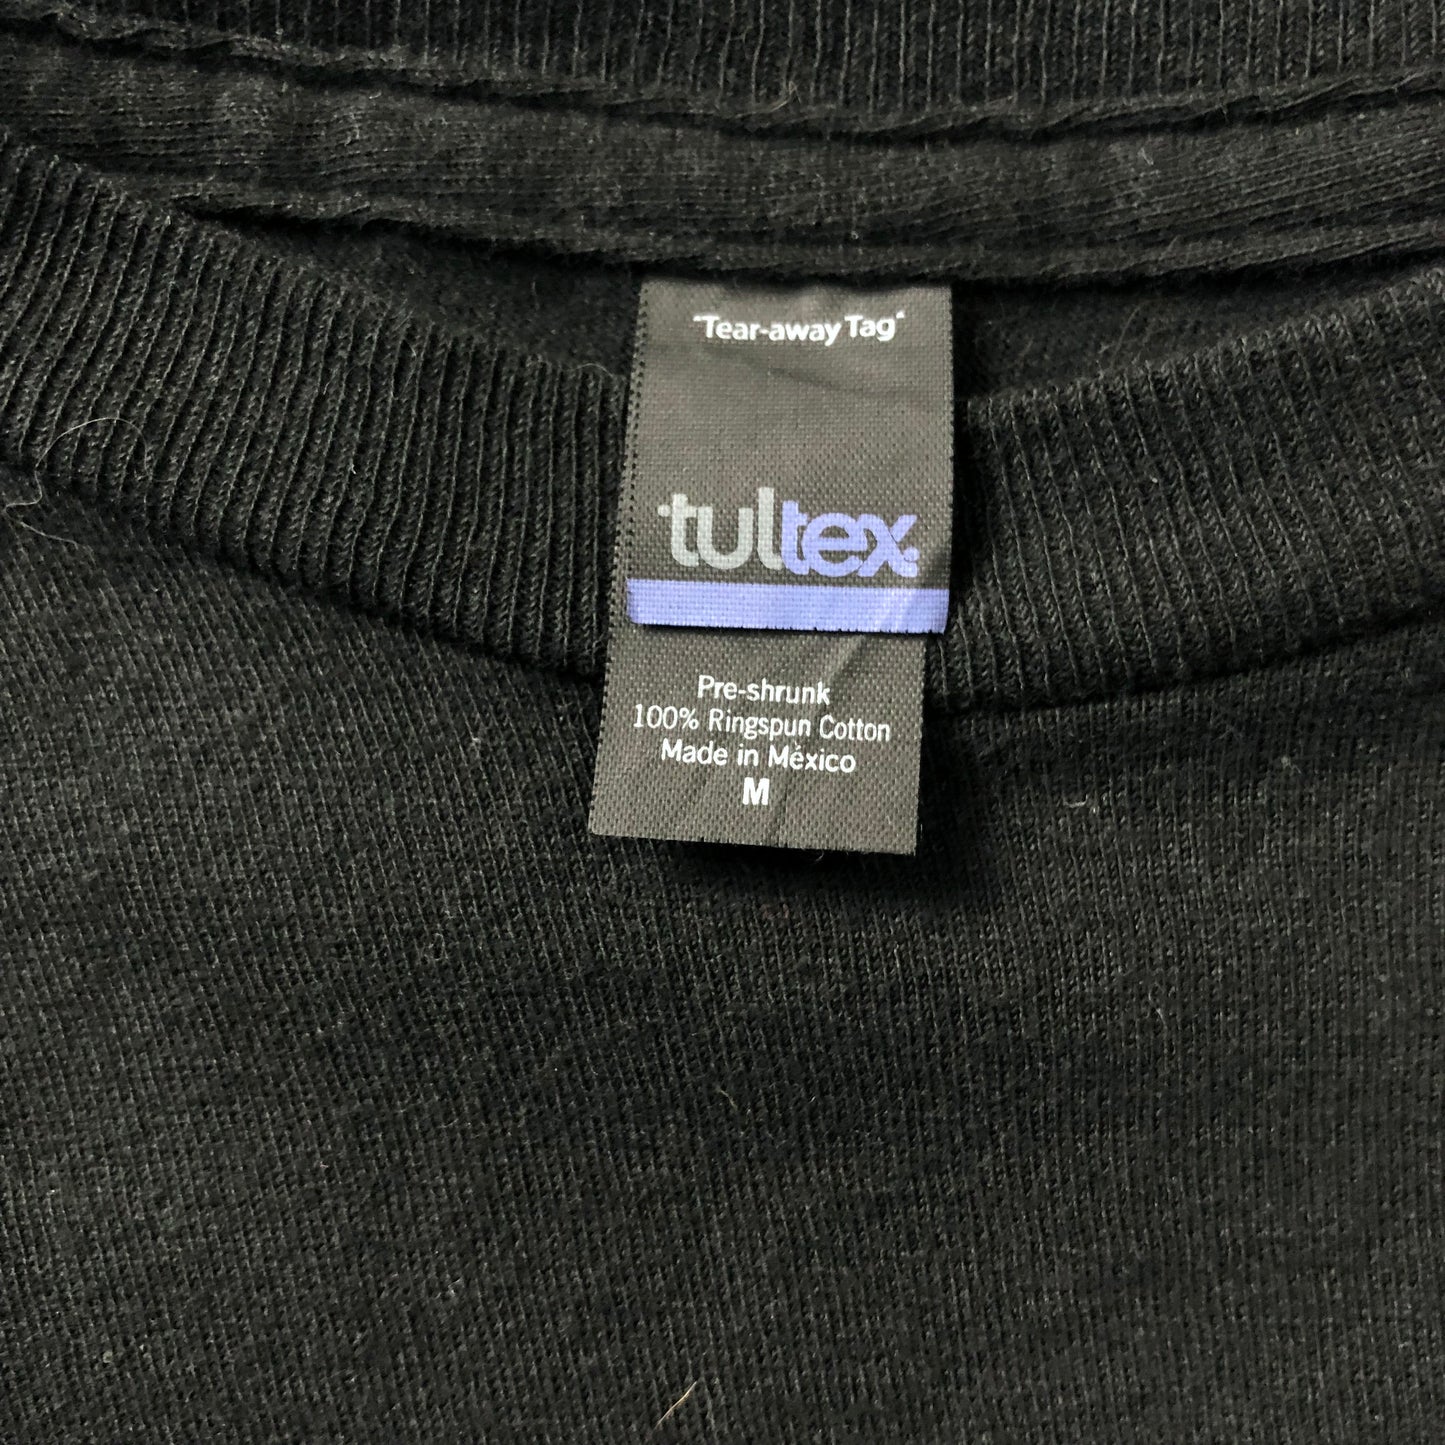 "Tear-away Tag"
tultex
Pre-shrunk
100% Ringspun Cotton
Made in México
M